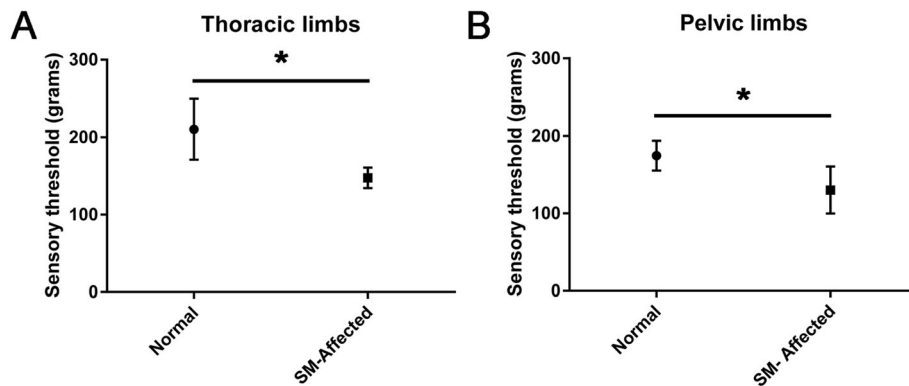 A
Thoracic limbs
*
Sensory threshold (grams)
300
200
100
0
Normal
SM-Affected
B
Pelvic limbs
*
Sensory threshold (grams)
300
200
100
0
Normal
SM- Affected